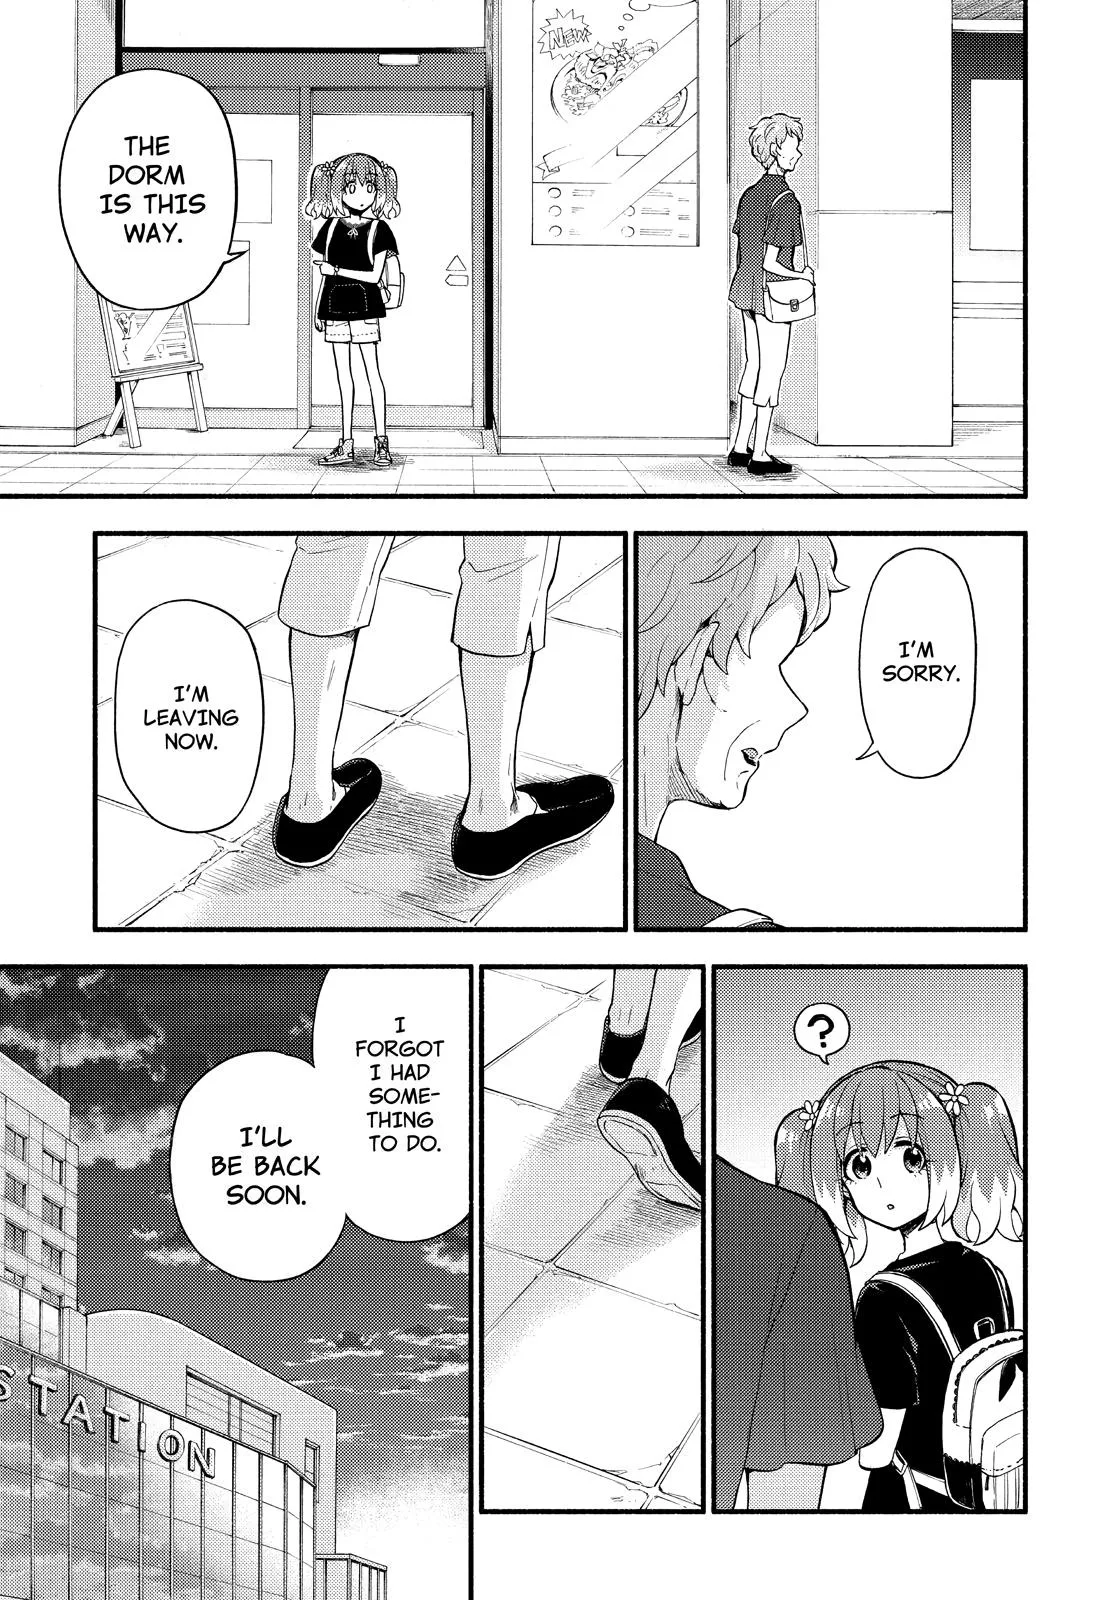 NEW
THE
DORM
IS THIS
WAY.
I'M
SORRY.
I'M
LEAVING
NOW.
?
I
FORGOT
I HAD
SOME-
THING
TO DO.
I'LL
BE BACK
SOON.
STATION